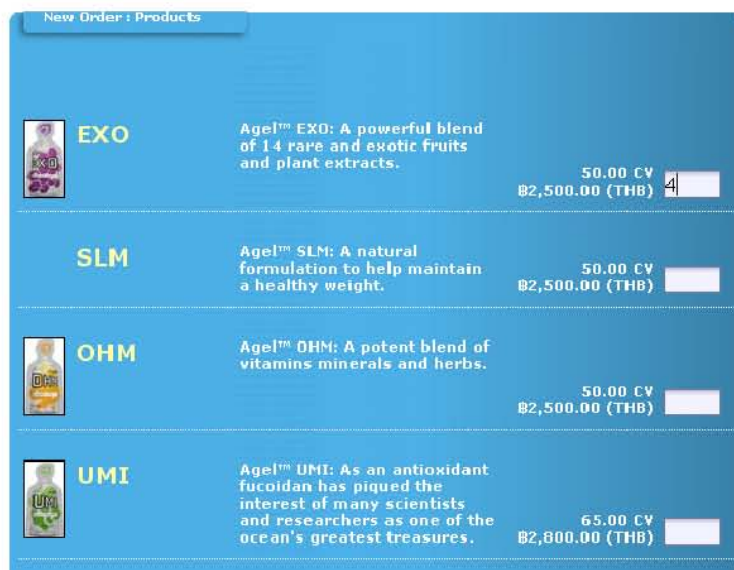 New Order : Products
EXO
Agel™ EXO: A powerful blend
of 14 rare and exotic fruits
and plant extracts.
50.00 CV
฿2,500.00 (THB)
4
EXO
SLM
Agel™ SLM: A natural
formulation to help maintain
a healthy weight.
50.00 CV
฿2,500.00 (THB)
OHM
Agel™ OHM: A potent blend of
vitamins minerals and herbs.
50.00 CV
฿2,500.00 (THB)
OHM
UMI
Agel™ UMI: As an antioxidant
fucoidan has piqued the
interest of many scientists
and researchers as one of the
ocean's greatest treasures.
65.00 CV
฿2,800.00 (THB)
UMI